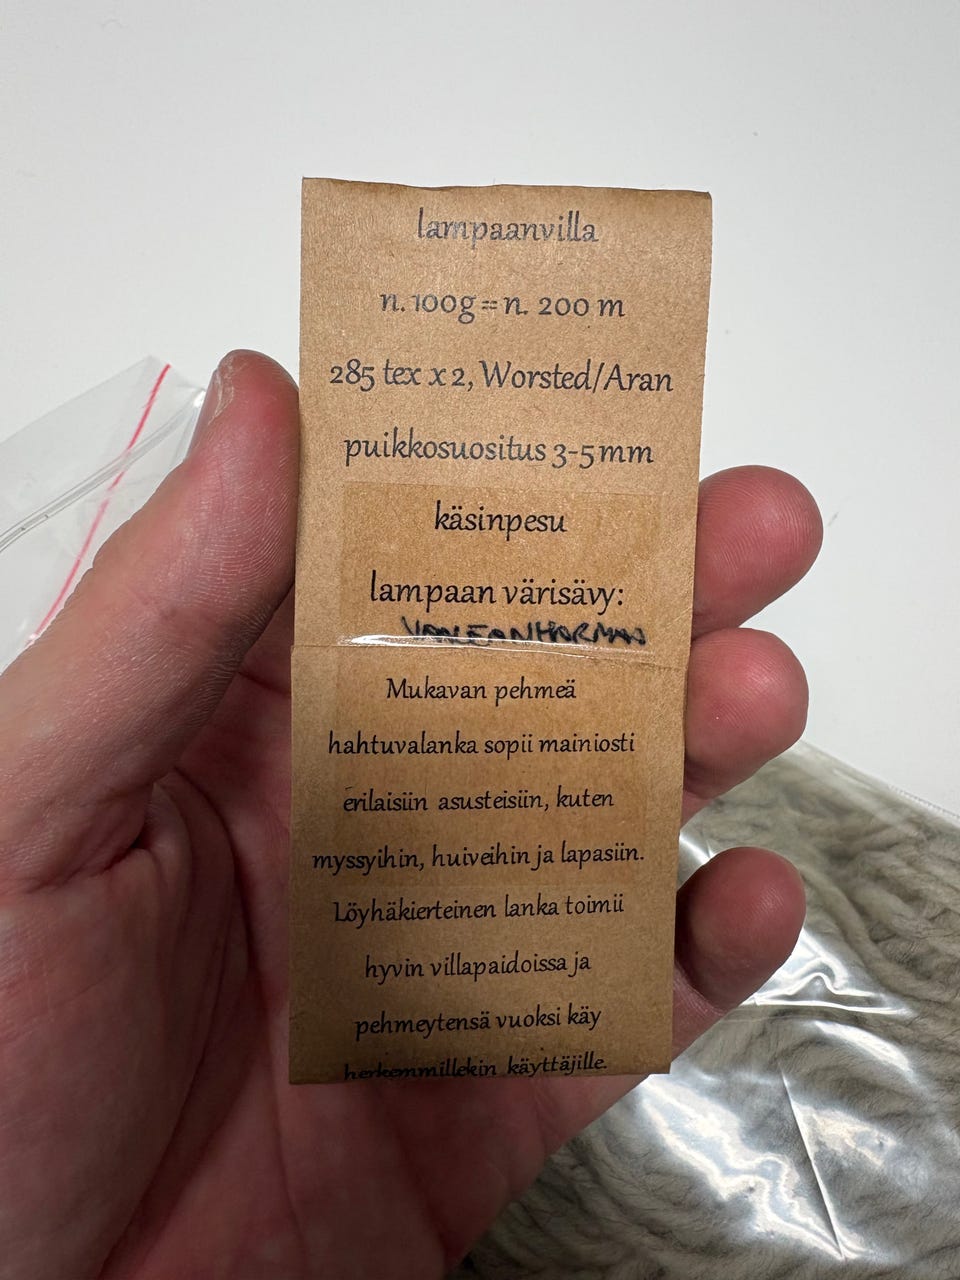 lampaanvilla
n. 100g = n. 200 m
285 tex x 2, Worsted/Aran
puikkosuositus 3-5 mm
käsinpesu
lampaan värisävy:
VAALEANHARMAA
Mukavan pehmeä
hahtuvalanka sopii mainiosti
erilaisiin asusteisiin, kuten
myssyihin, huiveihin ja lapasiin.
Löyhäkierteinen lanka toimii
hyvin villapaidoissa ja
pehmeytensä vuoksi käy
herkemmillekin käyttäjille.